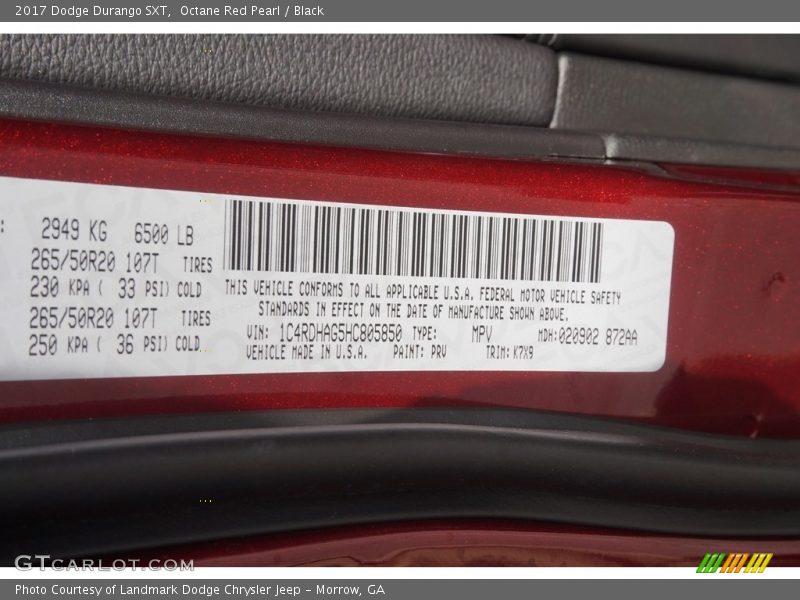 2017 Dodge Durango SXT,  Octane Red Pearl / Black
: 2949 KG 6500 LB
265/50R20 107T TIRES
230 KPA ( 33 PSI) COLD
265/50R20 107T TIRES
250 KPA ( 36 PSI) COLD
THIS VEHICLE CONFORMS TO ALL APPLICABLE U.S.A. FEDERAL MOTOR VEHICLE SAFETY
STANDARDS IN EFFECT ON THE DATE OF MANUFACTURE SHOWN ABOVE.
VIN: 1C4RDHAG5HC805850 TYPE: MPV MDH:020902 872AA
VEHICLE MADE IN U.S.A. PAINT: PRV TRIM: K7X9
GTCARLOT.COM
Photo Courtesy of Landmark Dodge Chrysler Jeep – Morrow, GA